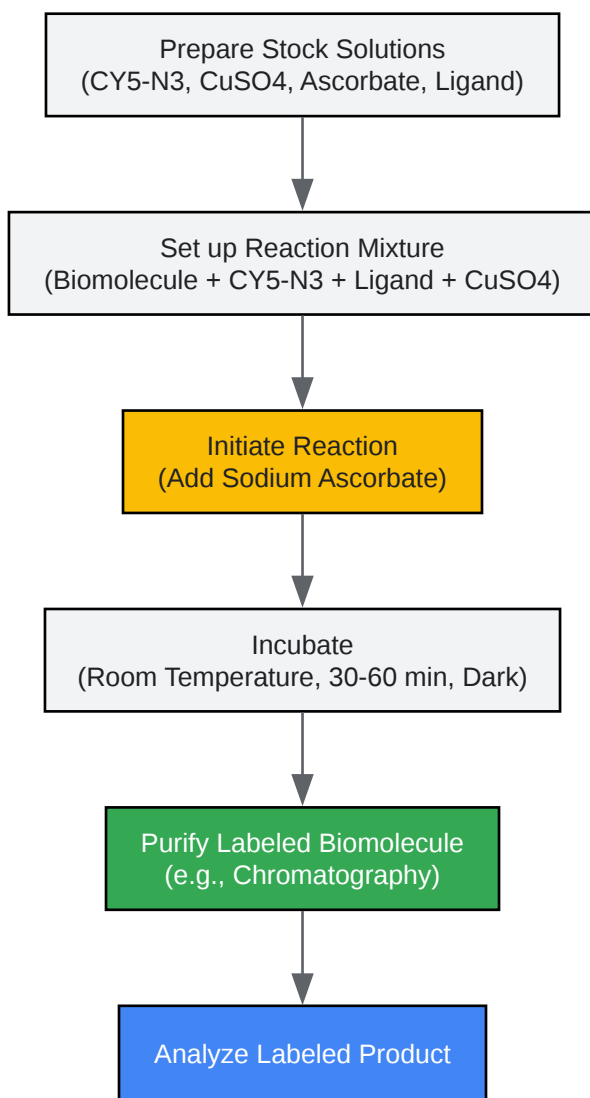 Prepare Stock Solutions
(CY5-N3, CuSO4, Ascorbate, Ligand)
Set up Reaction Mixture
(Biomolecule + CY5-N3 + Ligand + CuSO4)
Initiate Reaction
(Add Sodium Ascorbate)
Incubate
(Room Temperature, 30-60 min, Dark)
Purify Labeled Biomolecule
(e.g., Chromatography)
Analyze Labeled Product